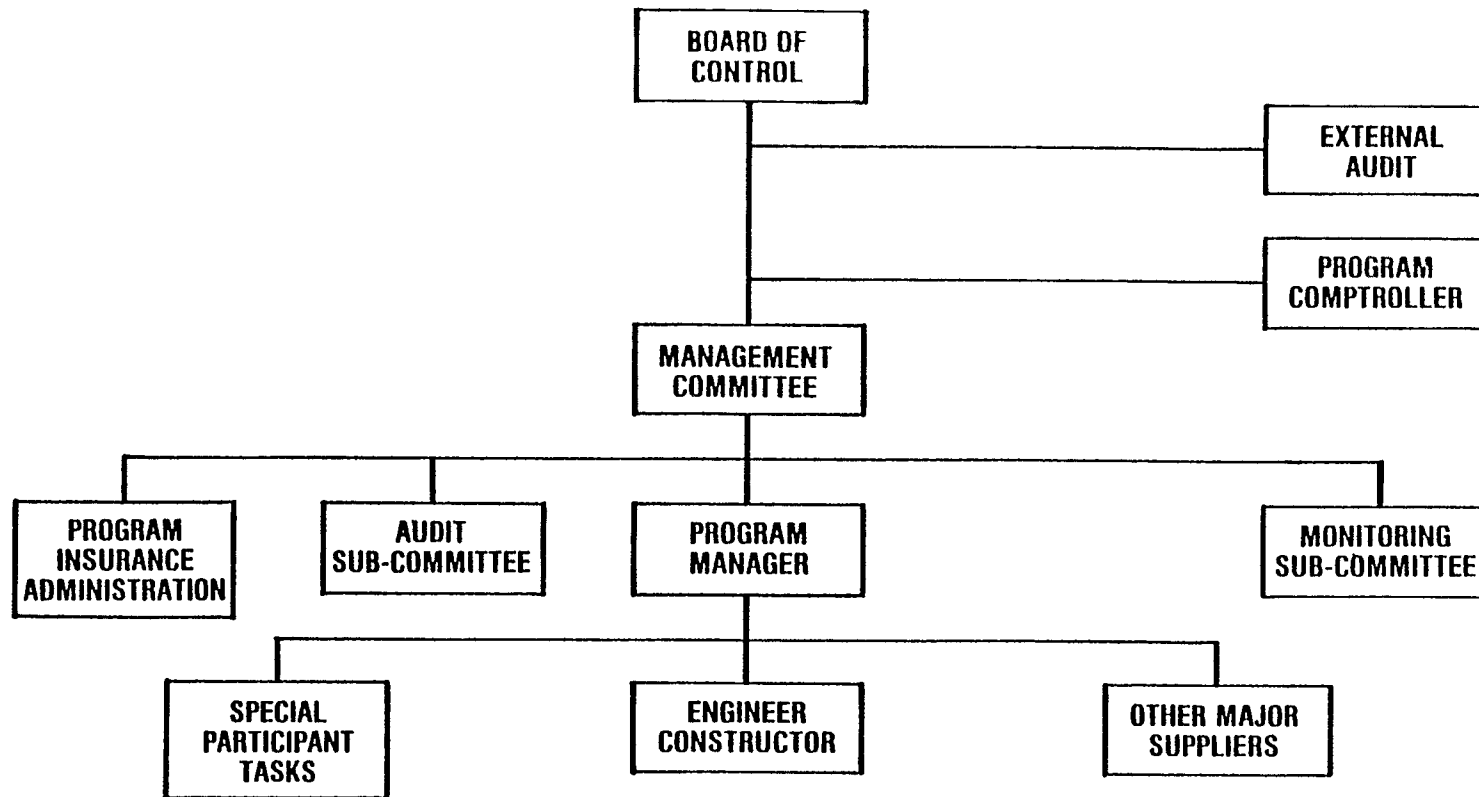 BOARD OF
CONTROL
EXTERNAL
AUDIT
PROGRAM
COMPTROLLER
MANAGEMENT
COMMITTEE
PROGRAM
INSURANCE
ADMINISTRATION
AUDIT
SUB-COMMITTEE
PROGRAM
MANAGER
MONITORING
SUB-COMMITTEE
SPECIAL
PARTICIPANT
TASKS
ENGINEER
CONSTRUCTOR
OTHER MAJOR
SUPPLIERS